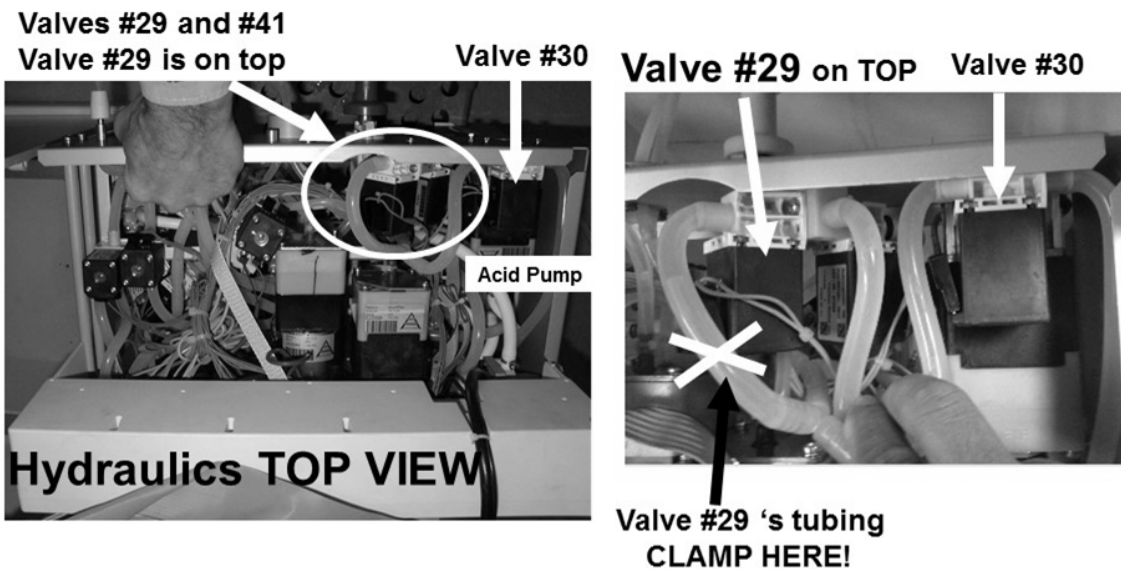 Valves #29 and #41
Valve #29 is on top
Valve #30
Acid Pump
Hydraulics TOP VIEW
Valve #29 on TOP
Valve #30
Valve #29 ‘s tubing
CLAMP HERE!